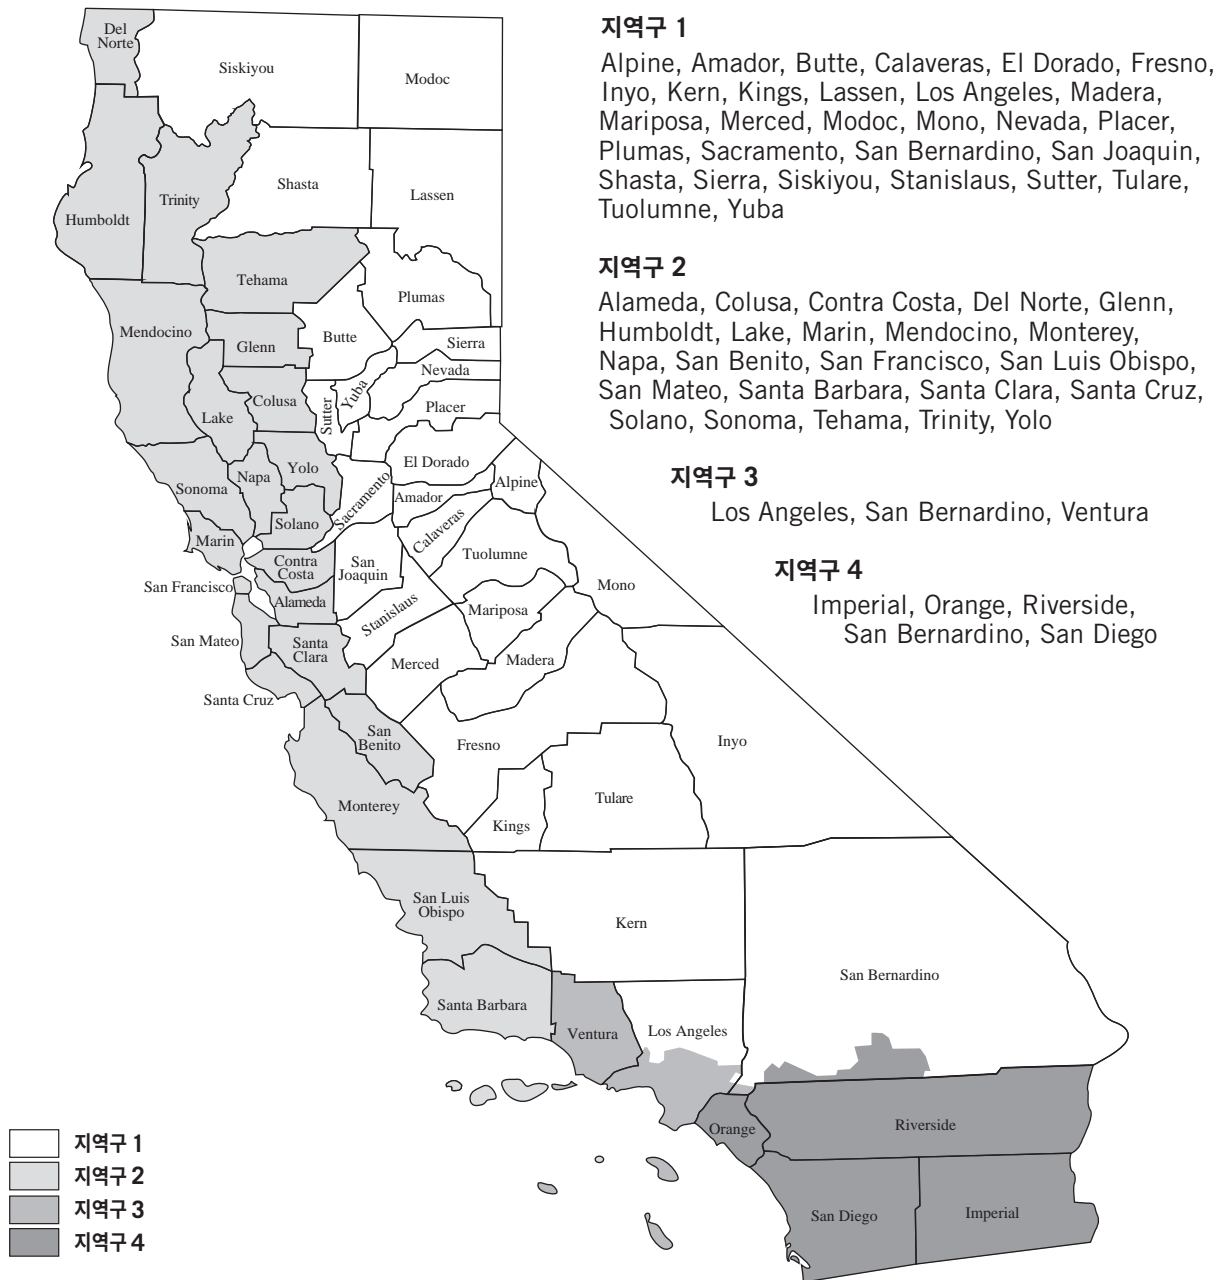 지역구 1
Alpine, Amador, Butte, Calaveras, El Dorado, Fresno,
Inyo, Kern, Kings, Lassen, Los Angeles, Madera,
Mariposa, Merced, Modoc, Mono, Nevada, Placer,
Plumas, Sacramento, San Bernardino, San Joaquin,
Shasta, Sierra, Siskiyou, Stanislaus, Sutter, Tulare,
Tuolumne, Yuba
지역구 2
Alameda, Colusa, Contra Costa, Del Norte, Glenn,
Humboldt, Lake, Marin, Mendocino, Monterey,
Napa, San Benito, San Francisco, San Luis Obispo,
San Mateo, Santa Barbara, Santa Clara, Santa Cruz,
Solano, Sonoma, Tehama, Trinity, Yolo
지역구 3
Los Angeles, San Bernardino, Ventura
지역구 4
Imperial, Orange, Riverside,
San Bernardino, San Diego
Del
Norte
Siskiyou
Modoc
Shasta
Lassen
Trinity
Humboldt
Tehama
Plumas
Mendocino
Butte
Glenn
Sierra
Nevada
Yuba
Colusa
Sutter
Placer
Lake
El Dorado
Yolo
Napa
Alpine
Sonoma
Sacramento
Amador
Solano
Calaveras
Marin
Tuolumne
Contra
Costa
San
Joaquin
San Francisco
Mono
Alameda
Stanislaus
Mariposa
San Mateo
Santa
Clara
Merced
Madera
Santa Cruz
San
Benito
Fresno
Inyo
Monterey
Tulare
Kings
San Luis
Obispo
Kern
San Bernardino
Santa Barbara
Ventura
Los Angeles
Orange
Riverside
San Diego
Imperial
지역구 1
지역구 2
지역구 3
지역구 4